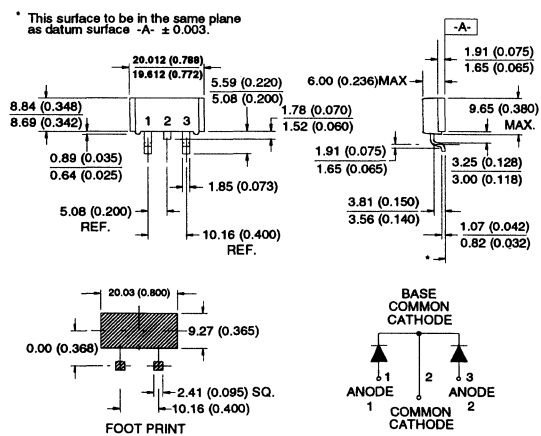 * This surface to be in the same plane
as datum surface -A- ± 0.003.
-A-
20.012 (0.788)
19.612 (0.772)
5.59 (0.220)
5.08 (0.200)
1.91 (0.075)
1.65 (0.065)
6.00 (0.236)MAX
8.84 (0.348)
8.69 (0.342)
1 2 3
1.78 (0.070)
1.52 (0.060)
9.65 (0.380)
MAX.
0.89 (0.035)
0.64 (0.025)
1.85 (0.073)
1.91 (0.075)
1.65 (0.065)
3.25 (0.128)
3.00 (0.118)
5.08 (0.200)
REF.
10.16 (0.400)
REF.
3.81 (0.150)
3.56 (0.140)
1.07 (0.042)
0.82 (0.032)
*
20.03 (0.800)
9.27 (0.365)
0.00 (0.368)
2.41 (0.095) SQ.
10.16 (0.400)
FOOT PRINT
BASE
COMMON
CATHODE
1 2 3
ANODE
1
ANODE
2
COMMON
CATHODE